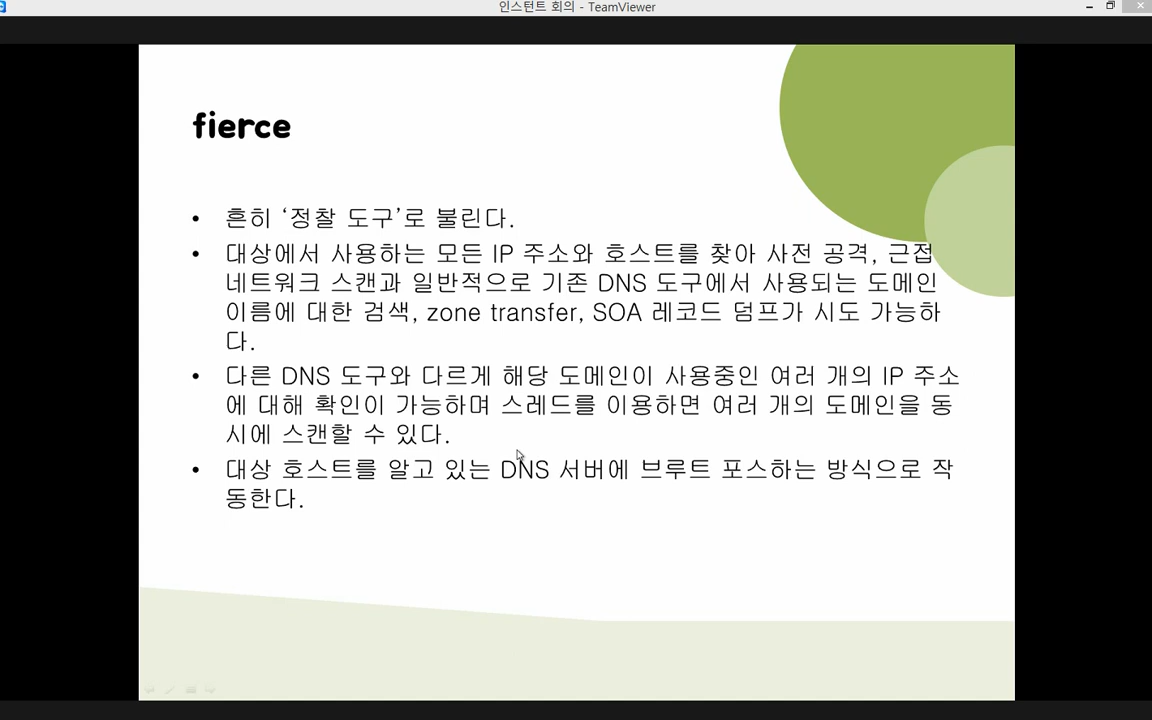 인스턴트 회의 - TeamViewer
fierce
• 흔히 ‘정찰 도구’로 불린다.
• 대상에서 사용하는 모든 IP 주소와 호스트를 찾아 사전 공격, 근접
네트워크 스캔과 일반적으로 기존 DNS 도구에서 사용되는 도메인
이름에 대한 검색, zone transfer, SOA 레코드 덤프가 시도 가능하
다.
• 다른 DNS 도구와 다르게 해당 도메인이 사용중인 여러 개의 IP 주소
에 대해 확인이 가능하며 스레드를 이용하면 여러 개의 도메인을 동
시에 스캔할 수 있다.
• 대상 호스트를 알고 있는 DNS 서버에 브루트 포스하는 방식으로 작
동한다.